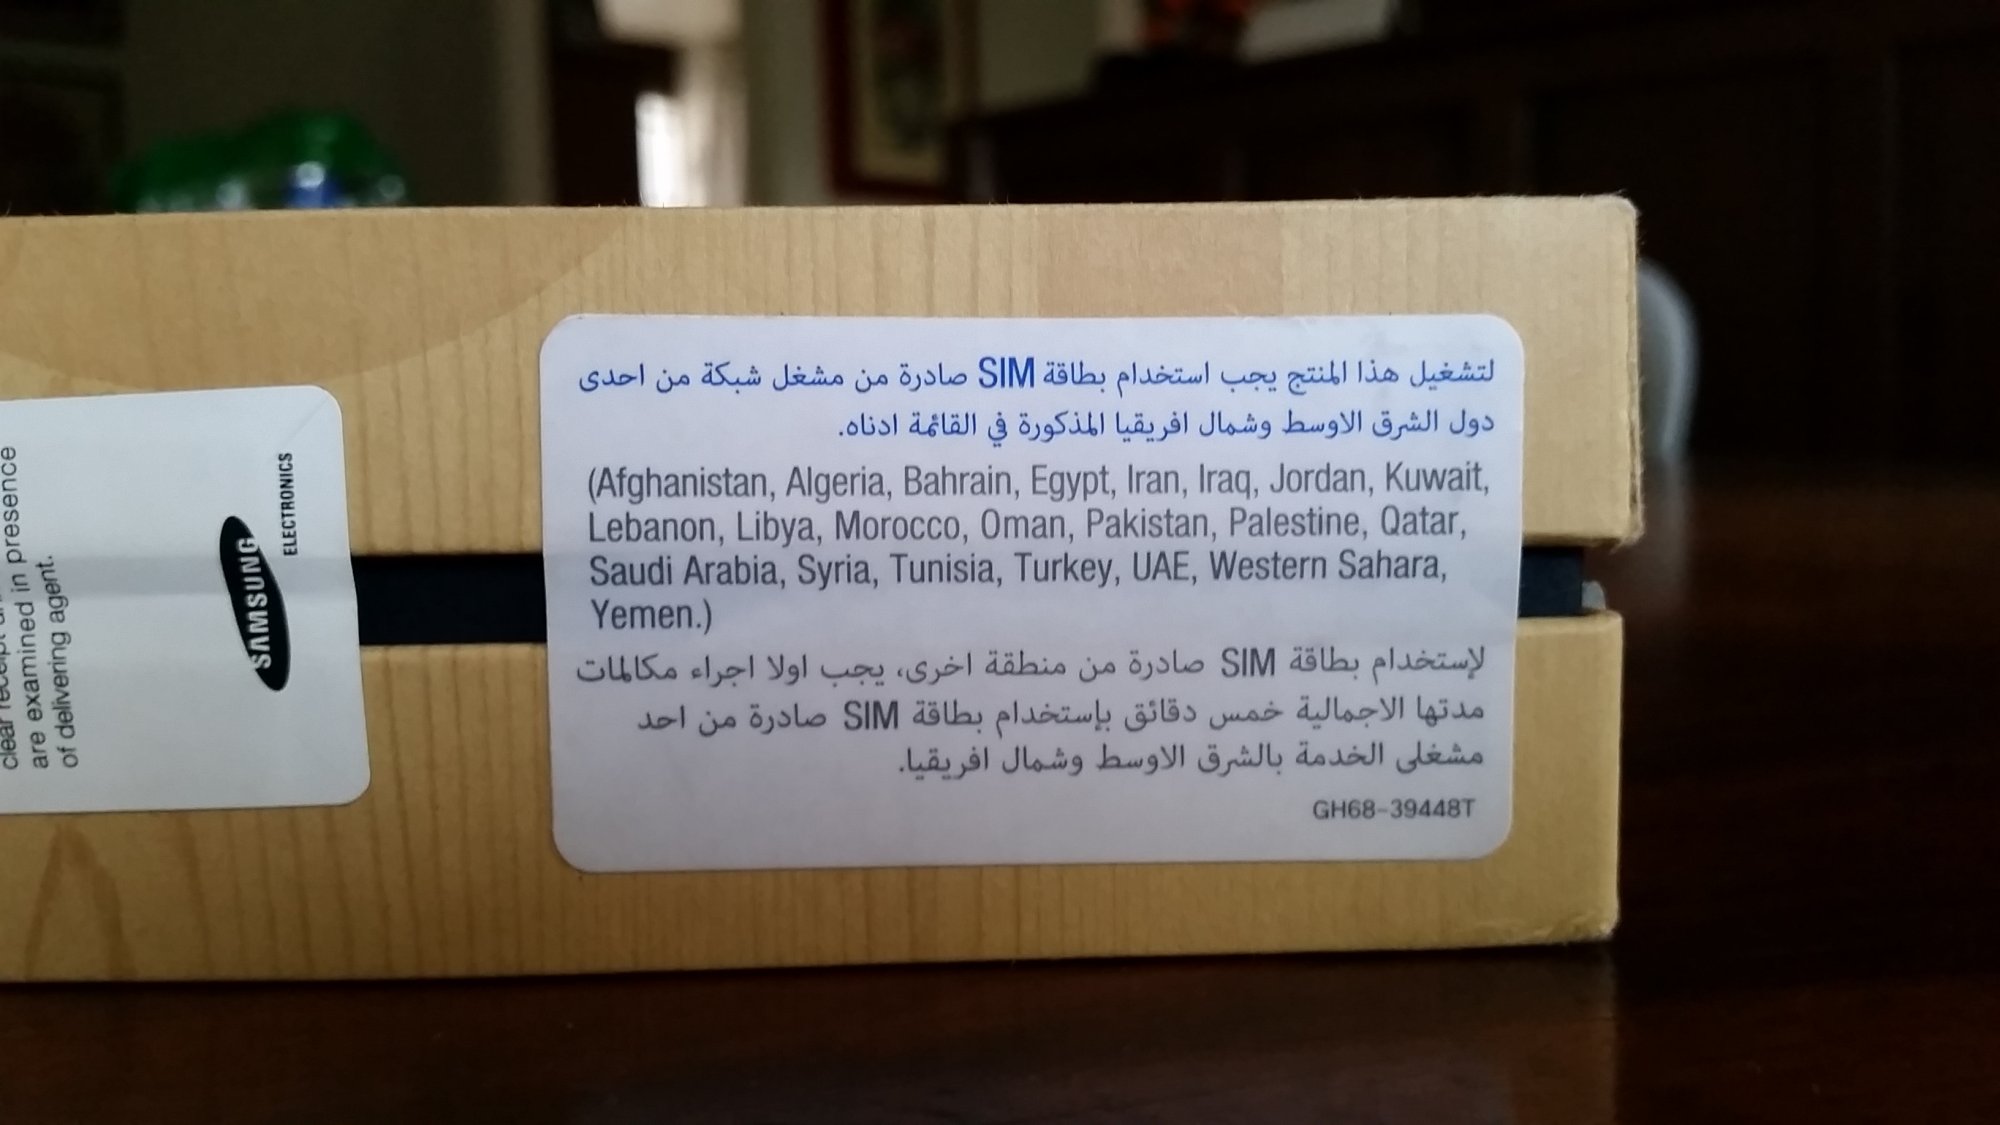 are examined in presence
of delivering agent.
SAMSUNG
ELECTRONICS
لتشغيل هذا المنتج يجب استخدام بطاقة SIM صادرة من مشغل شبكة من احدى
دول الشرق الاوسط وشمال افريقيا المذكورة في القائمة ادناه.
(Afghanistan, Algeria, Bahrain, Egypt, Iran, Iraq, Jordan, Kuwait,
Lebanon, Libya, Morocco, Oman, Pakistan, Palestine, Qatar,
Saudi Arabia, Syria, Tunisia, Turkey, UAE, Western Sahara,
Yemen.)
لإستخدام بطاقة SIM صادرة من منطقة اخرى، يجب اولا اجراء مكالمات
مدتها الاجمالية خمس دقائق بإستخدام بطاقة SIM صادرة من احد
مشغلى الخدمة بالشرق الاوسط وشمال افريقيا.
GH68-39448T